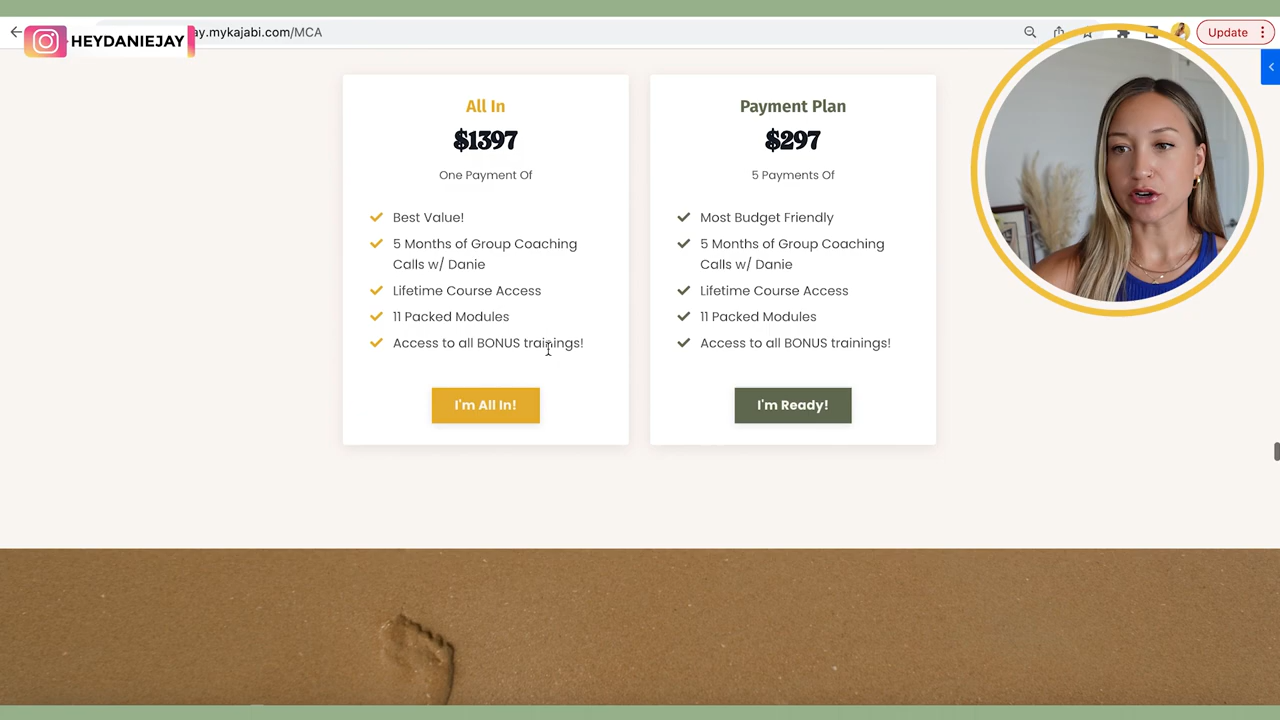 HEYDANIEJAY
ay.mykajabi.com/MCA
Update
All In
$1397
One Payment Of
Best Value!
5 Months of Group Coaching
Calls w/ Danie
Lifetime Course Access
11 Packed Modules
Access to all BONUS trainings!
I'm All In!
Payment Plan
$297
5 Payments Of
Most Budget Friendly
5 Months of Group Coaching
Calls w/ Danie
Lifetime Course Access
11 Packed Modules
Access to all BONUS trainings!
I'm Ready!